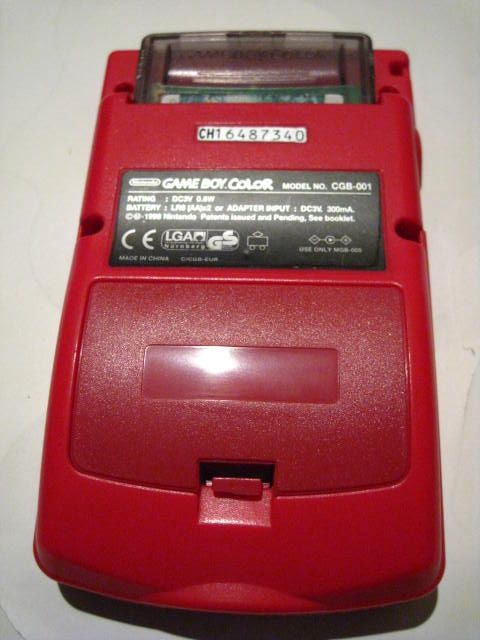 GAME BOY COLOR
CH16487340
Nintendo GAME BOY COLOR MODEL NO. CGB-001
RATING : DC3V 0.6W
BATTERY : LR6 (AA)x2 or ADAPTER INPUT : DC3V, 300mA.
©-1998 Nintendo Patents issued and Pending, See booklet.
CE LGA Nürnberg GS
USE ONLY MGB-005
MADE IN CHINA C/CGB-EUR